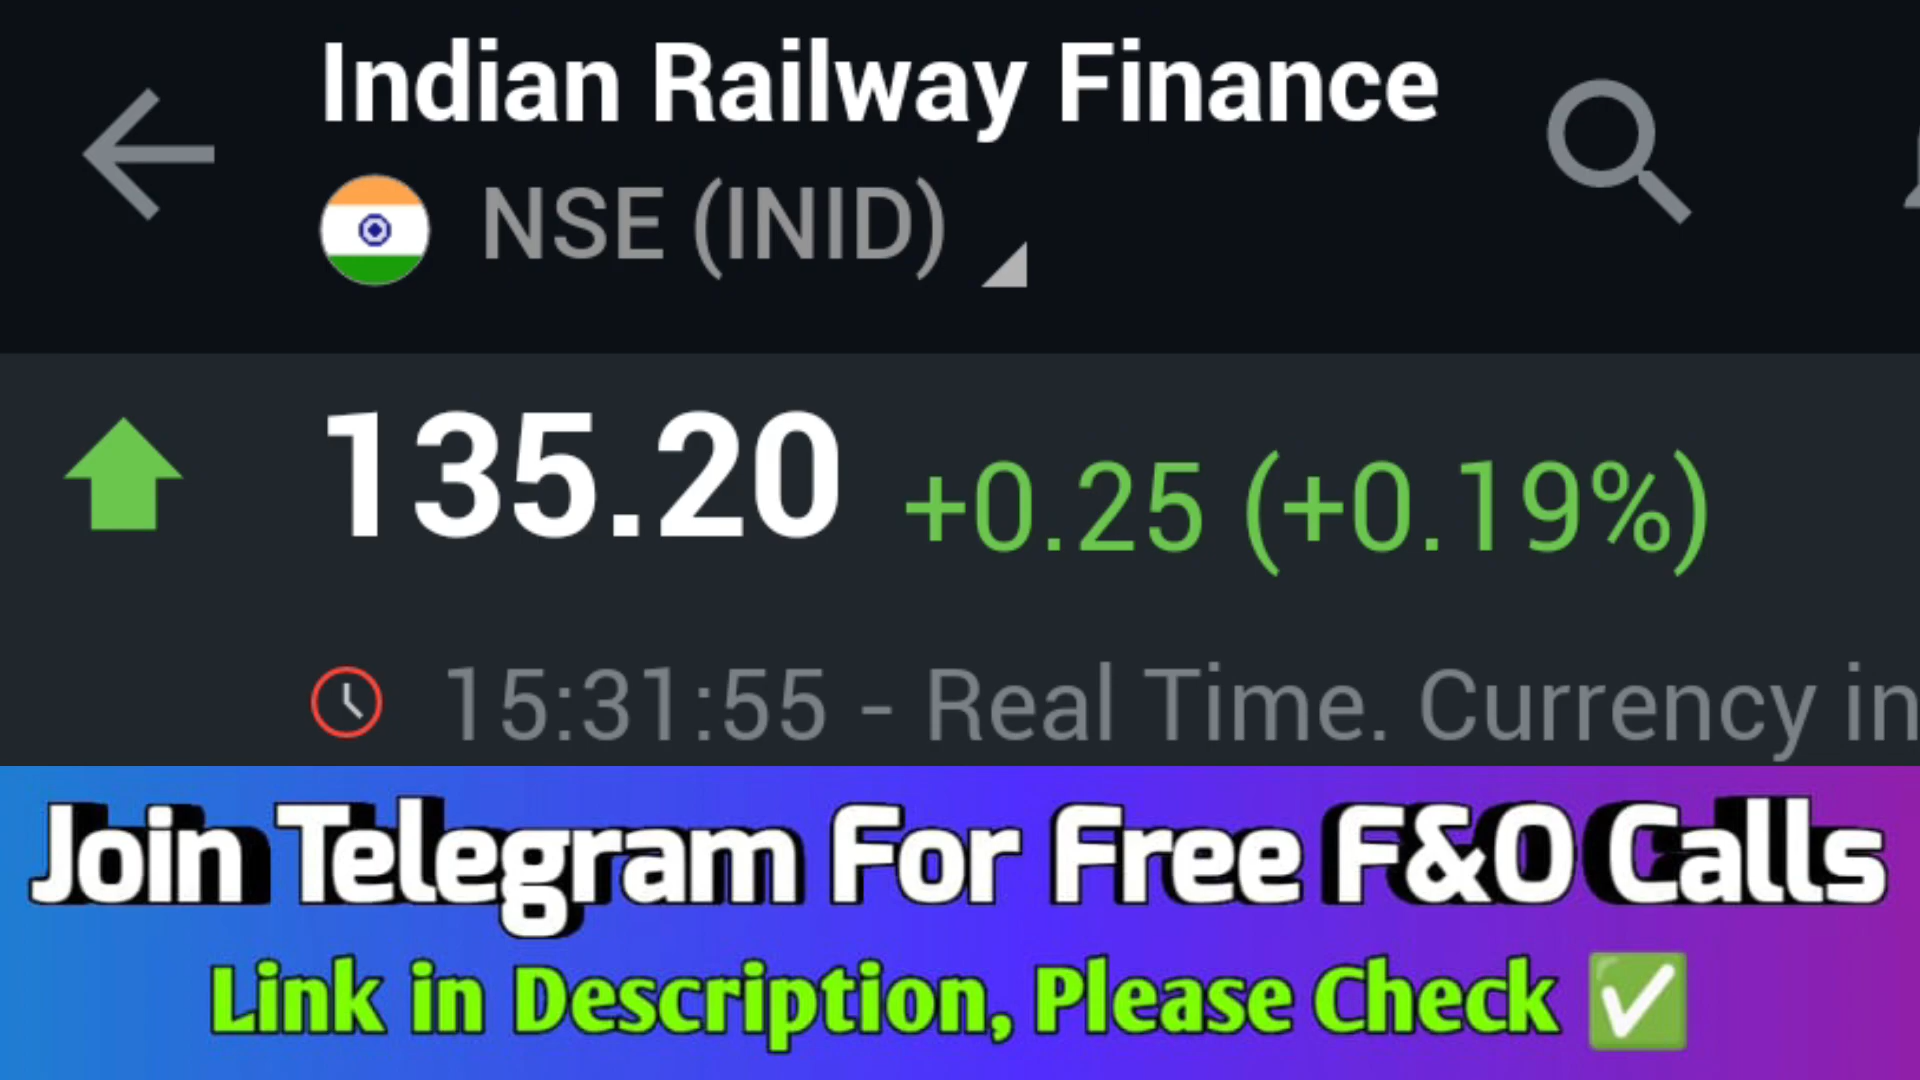 Indian Railway Finance
NSE (INID)
135.20 +0.25 (+0.19%)
15:31:55 - Real Time. Currency in
Join Telegram For Free F&O Calls
Link in Description, Please Check ✅